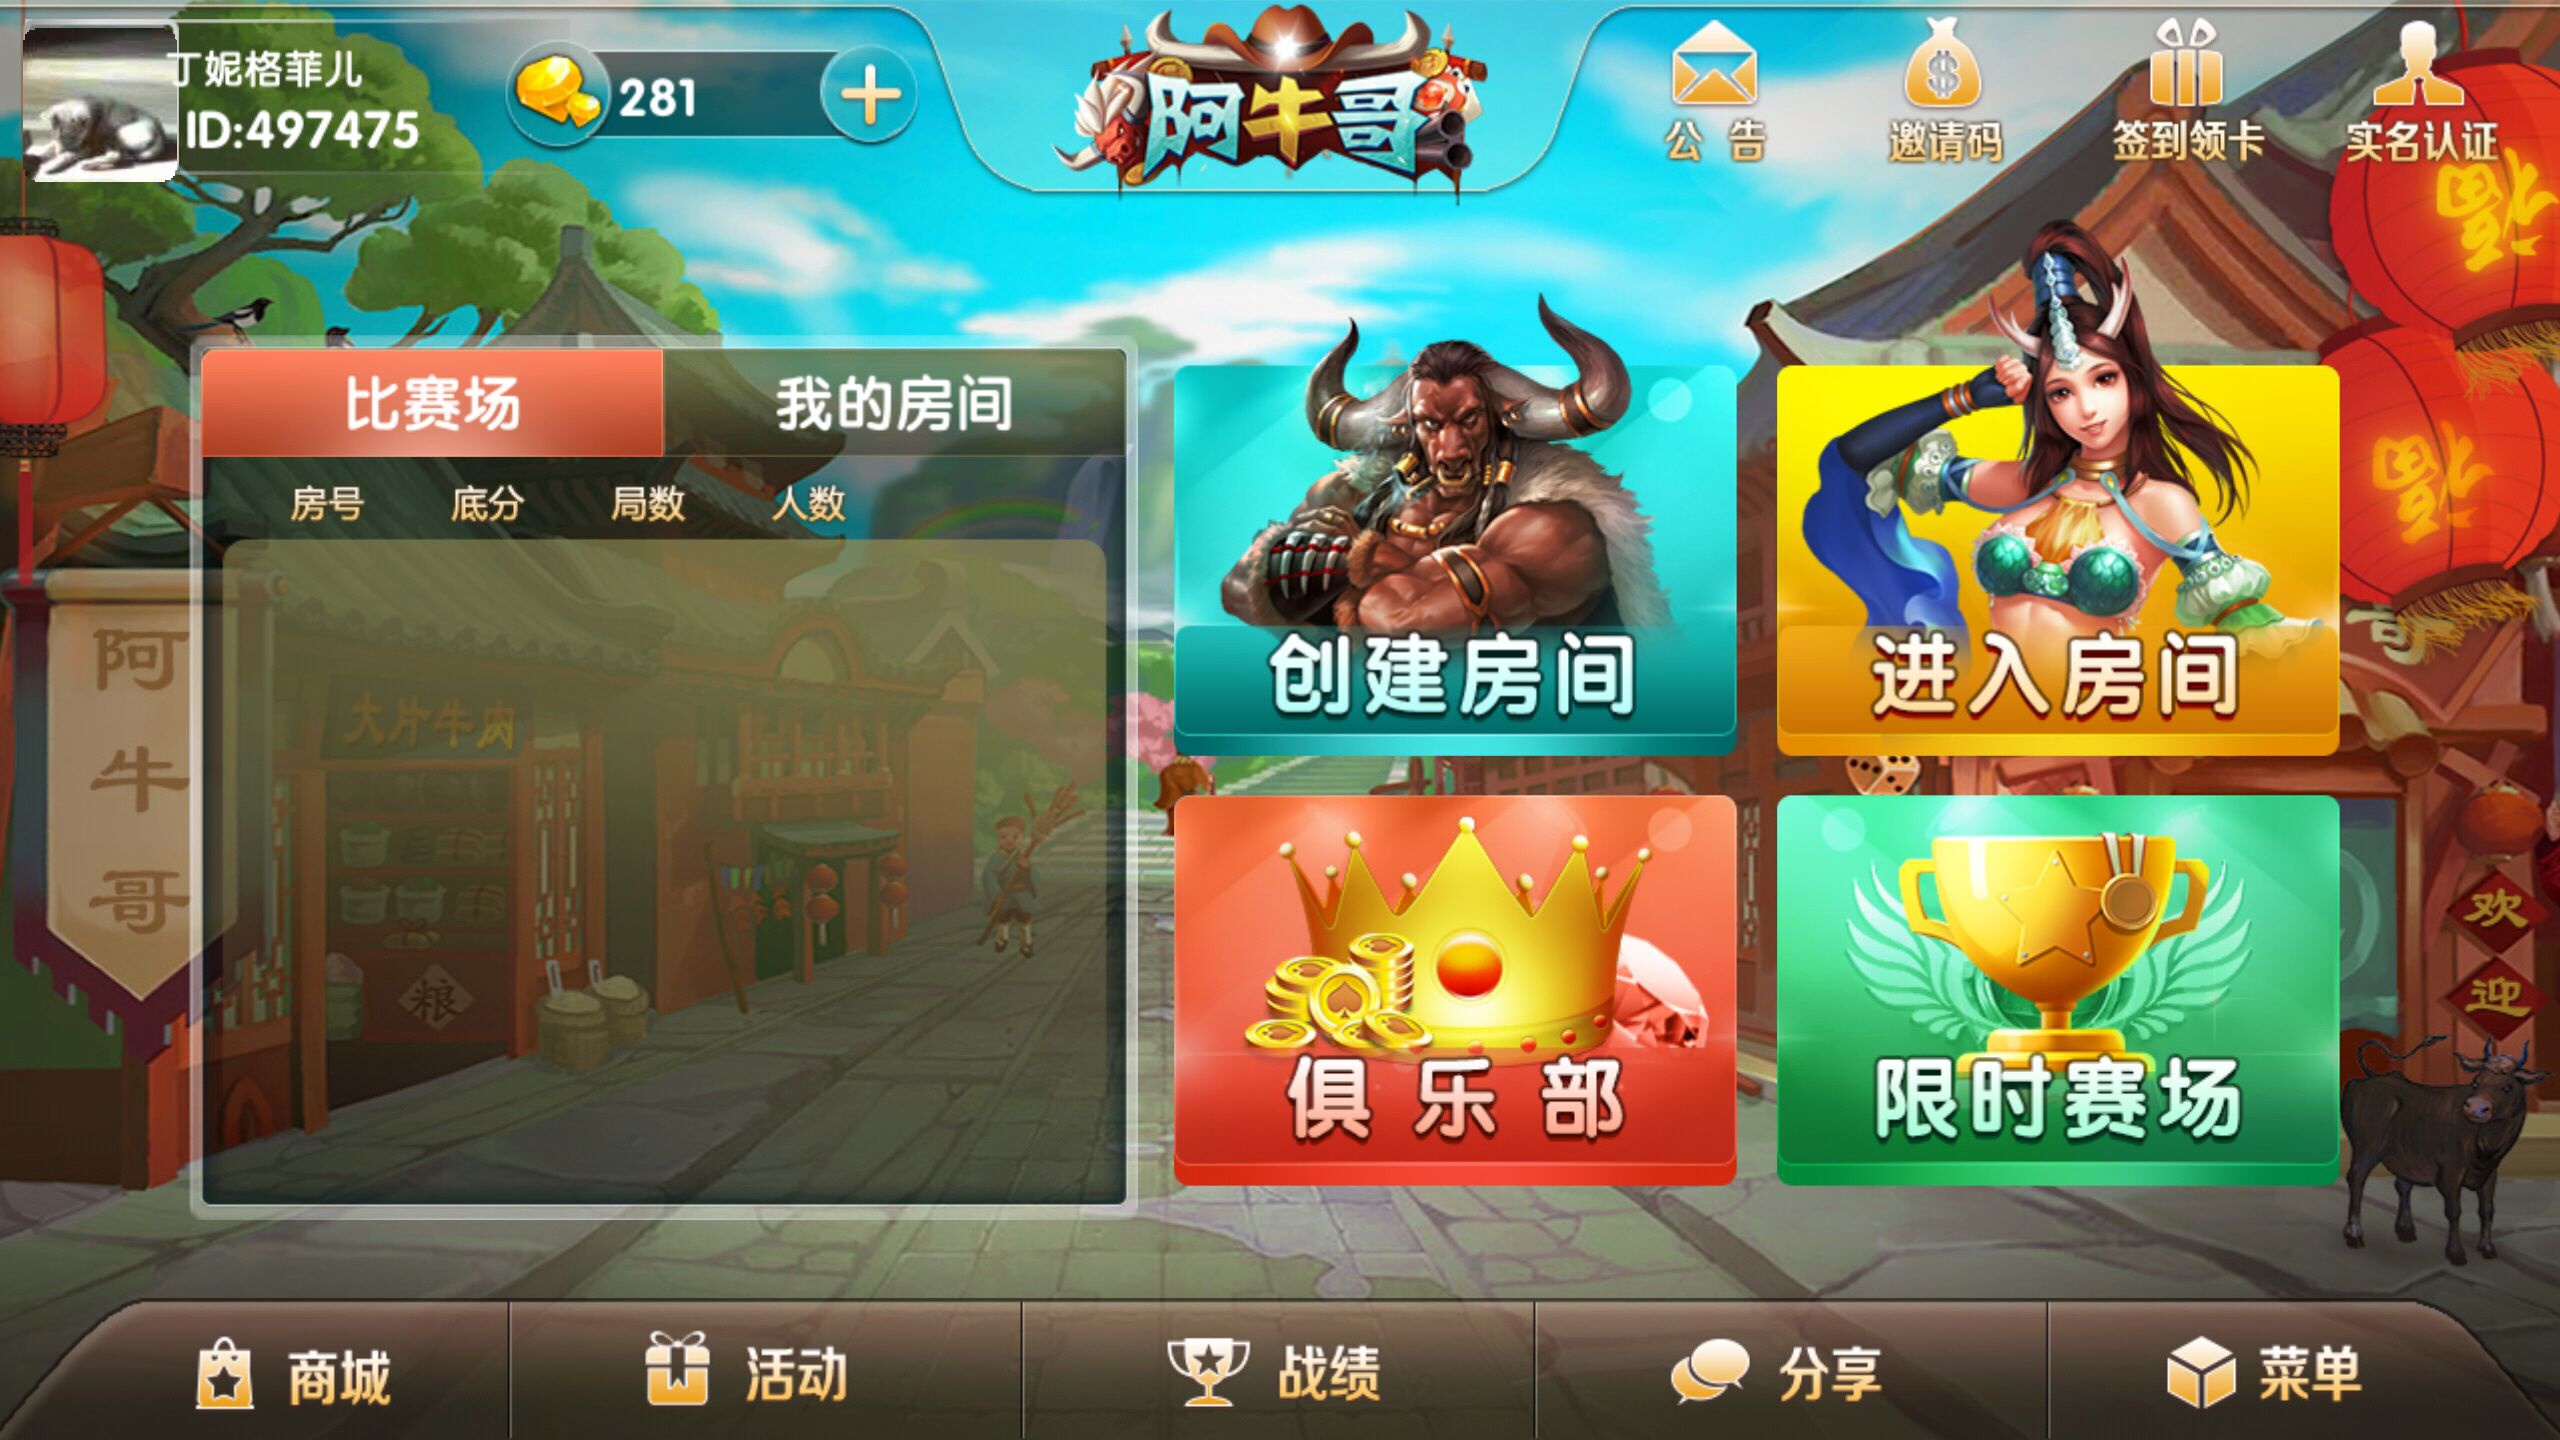 丁妮格菲儿
ID:497475
281
阿牛哥
公告
邀请码
签到领卡
实名认证
福
福
比赛场
我的房间
房号 底分 局数 人数
大片牛肉
粮
阿牛哥
哥
欢迎
创建房间
进入房间
俱乐部
限时赛场
商城
活动
战绩
分享
菜单